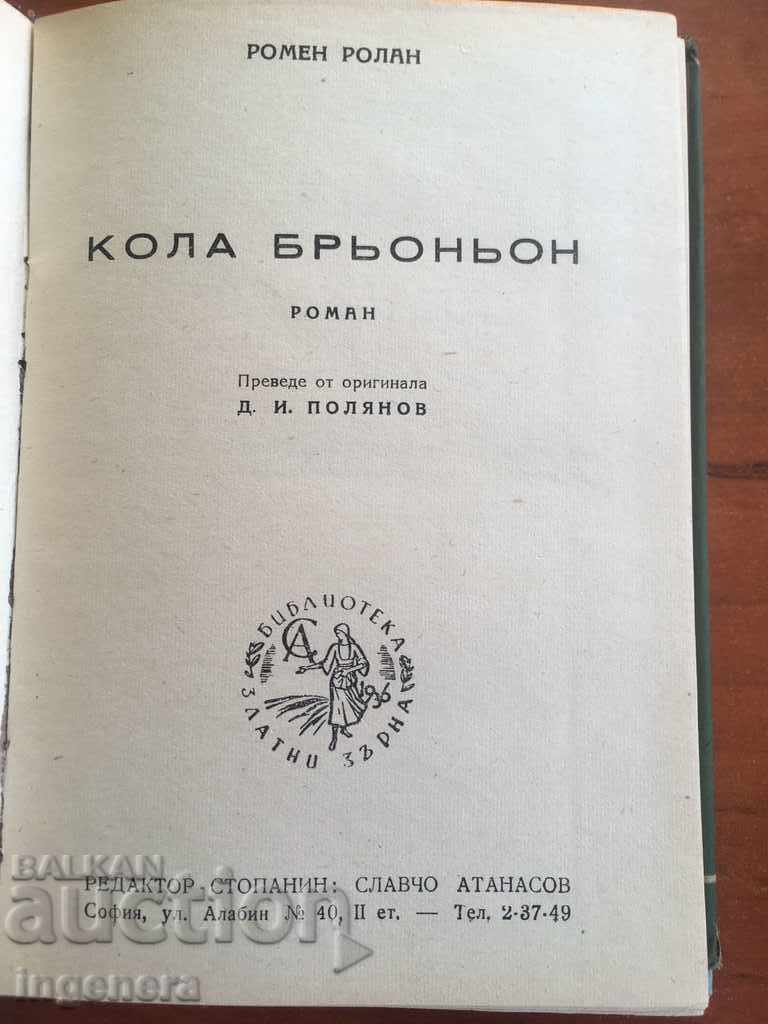 РОМЕН РОЛАН
КОЛА БРЬОНЬОН
РОМАН
Преведе от оригинала
Д. И. ПОЛЯНОВ
БИБЛИОТЕКА
СА
1936
ЗЛАТНИ ЗЪРНА
РЕДАКТОР-СТОПАНИН: СЛАВЧО АТАНАСОВ
София, ул. Алабин № 40, II ет. — Тел. 2-37-49
BALKAN
auction
ingenera